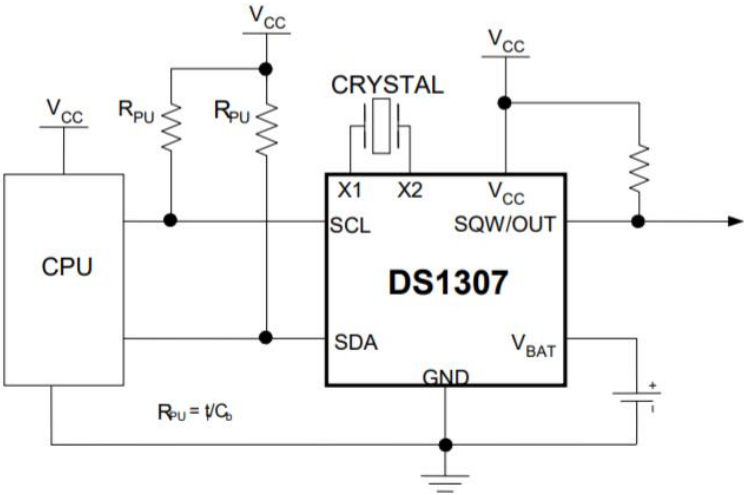 VCC
VCC
VCC
RPU
RPU
CRYSTAL
X1
X2
VCC
SCL
SQW/OUT
CPU
DS1307
SDA
VBAT
GND
RPU = tr/Cb
+
-